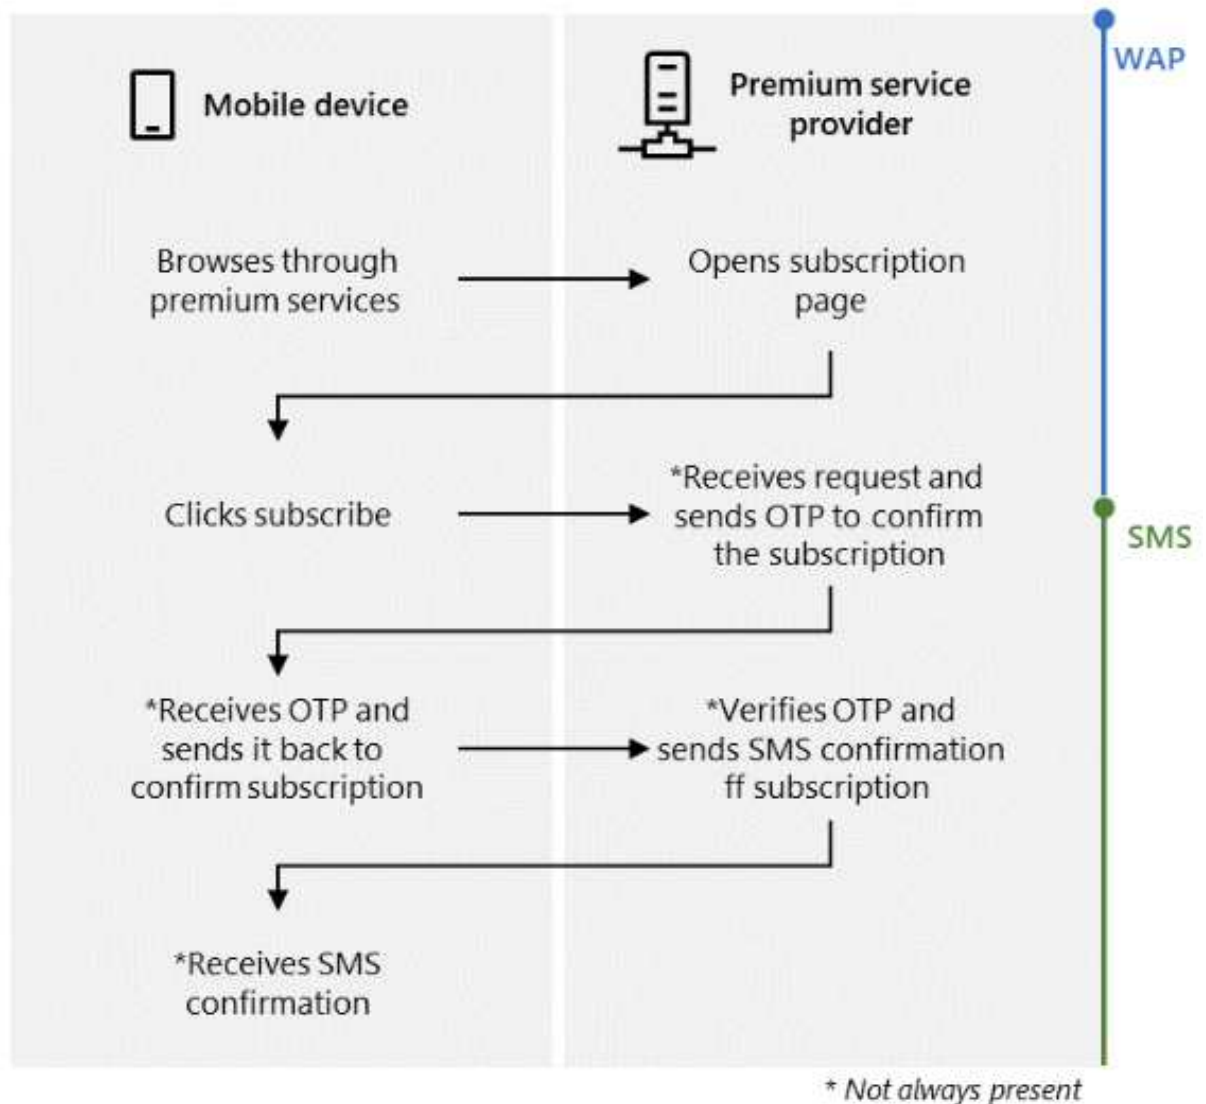 WAP
Mobile device
Premium service
provider
Browses through
premium services
Opens subscription
page
Clicks subscribe
*Receives request and
sends OTP to confirm
the subscription
SMS
*Receives OTP and
sends it back to
confirm subscription
*Verifies OTP and
sends SMS confirmation
ff subscription
*Receives SMS
confirmation
* Not always present